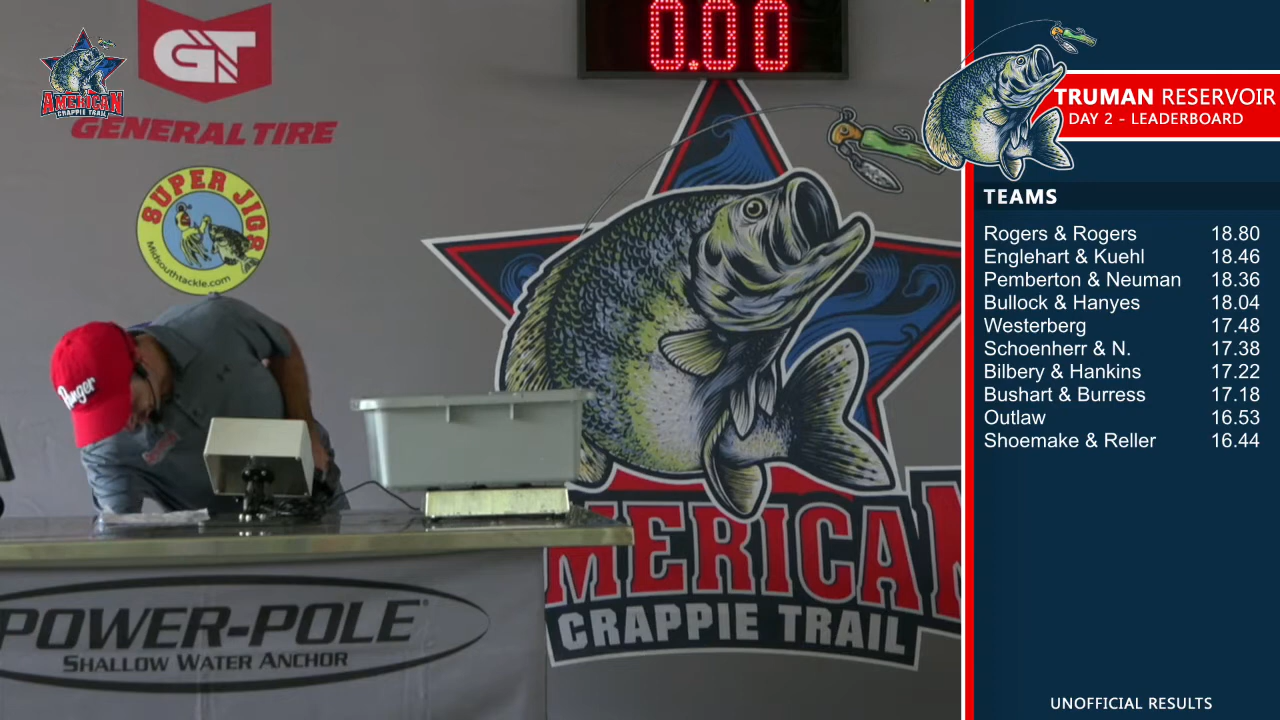 GT
GENERAL TIRE
AMERICAN
CRAPPIE TRAIL
SUPER JIGS
Midsouthtackle.com
0.00
Ranger
MERICAN
CRAPPIE TRAIL
POWER-POLE
SHALLOW WATER ANCHOR
TRUMAN RESERVOIR
DAY 2 - LEADERBOARD
TEAMS
Rogers & Rogers 18.80
Englehart & Kuehl 18.46
Pemberton & Neuman 18.36
Bullock & Hanyes 18.04
Westerberg 17.48
Schoenherr & N. 17.38
Bilbery & Hankins 17.22
Bushart & Burress 17.18
Outlaw 16.53
Shoemake & Reller 16.44
UNOFFICIAL RESULTS